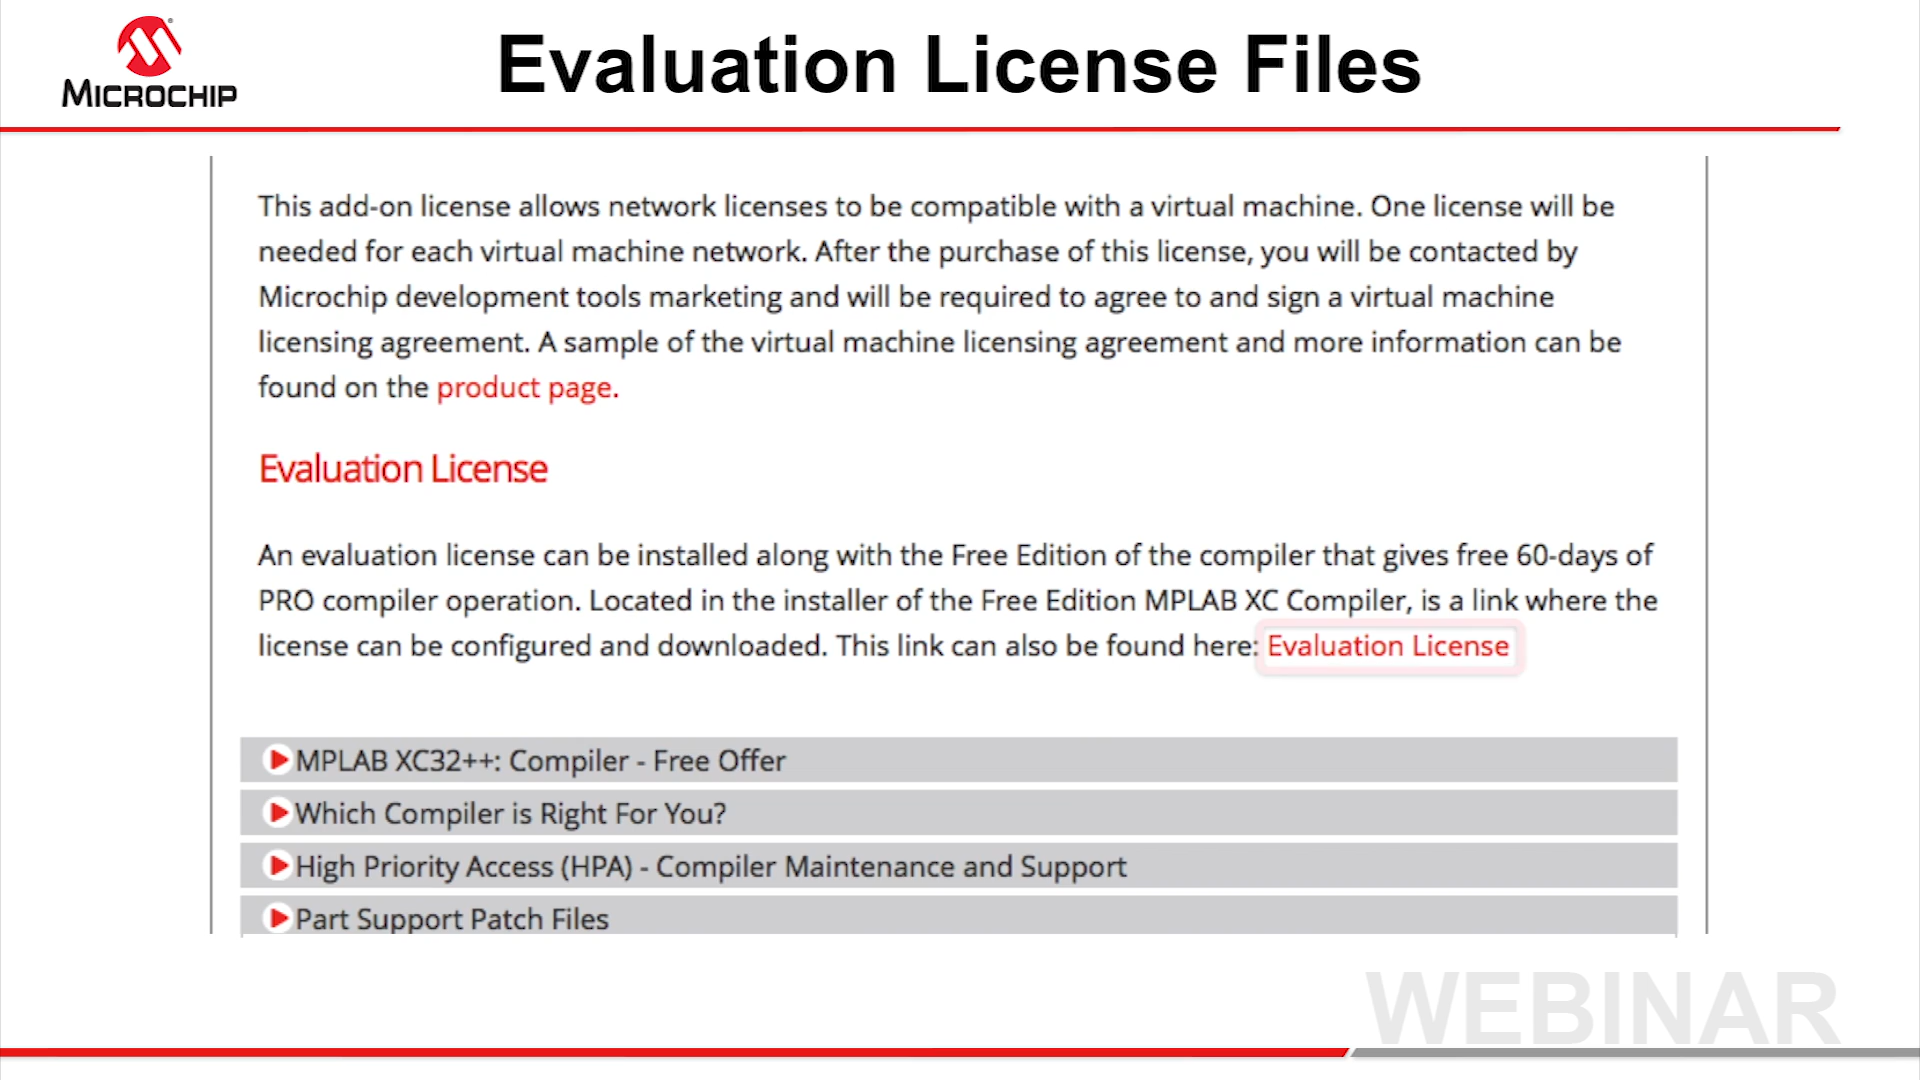 MICROCHIP
Evaluation License Files
This add-on license allows network licenses to be compatible with a virtual machine. One license will be
needed for each virtual machine network. After the purchase of this license, you will be contacted by
Microchip development tools marketing and will be required to agree to and sign a virtual machine
licensing agreement. A sample of the virtual machine licensing agreement and more information can be
found on the product page.
Evaluation License
An evaluation license can be installed along with the Free Edition of the compiler that gives free 60-days of
PRO compiler operation. Located in the installer of the Free Edition MPLAB XC Compiler, is a link where the
license can be configured and downloaded. This link can also be found here: Evaluation License
MPLAB XC32++: Compiler - Free Offer
Which Compiler is Right For You?
High Priority Access (HPA) - Compiler Maintenance and Support
Part Support Patch Files
WEBINAR